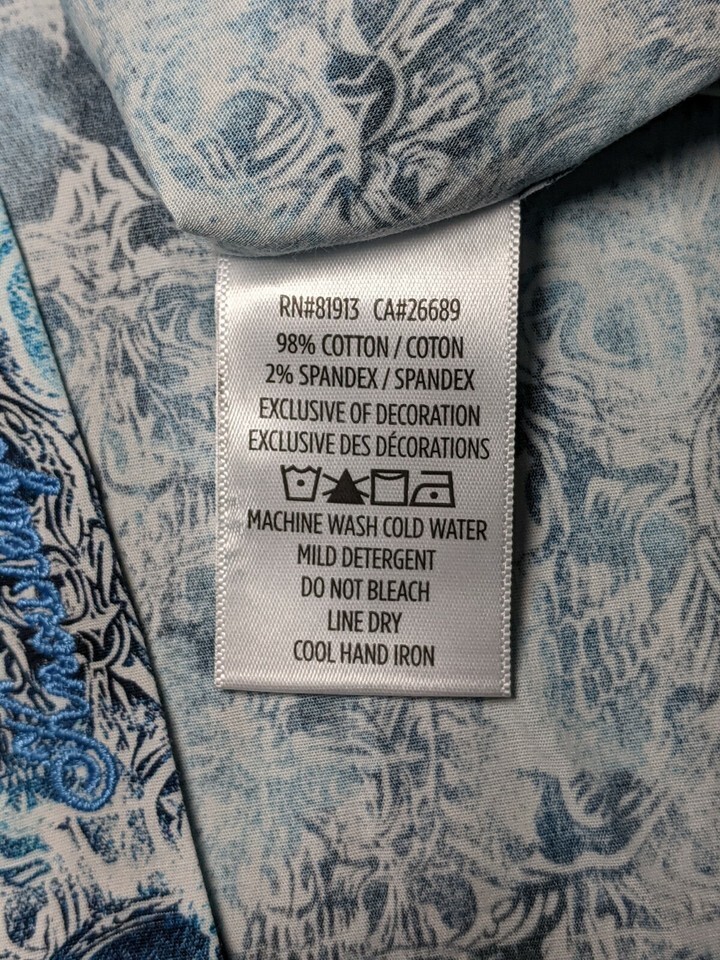 RN#81913 CA#26689
98% COTTON / COTON
2% SPANDEX / SPANDEX
EXCLUSIVE OF DECORATION
EXCLUSIVE DES DÉCORATIONS
MACHINE WASH COLD WATER
MILD DETERGENT
DO NOT BLEACH
LINE DRY
COOL HAND IRON